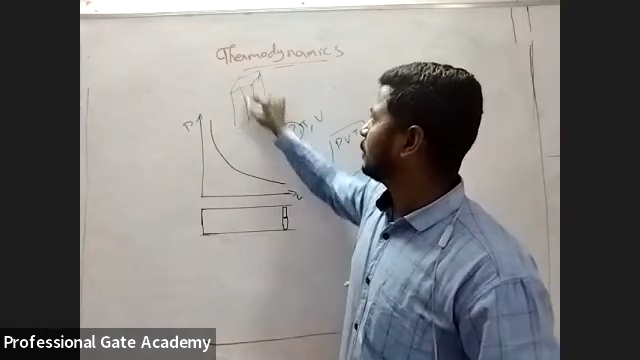 Thermodynamics
P
T, V
PVT
v
Professional Gate Academy